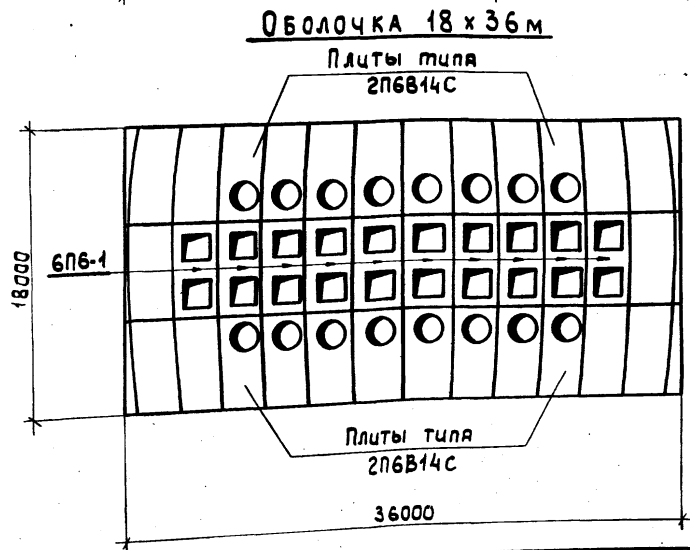 Оболочка 18 х 36 м
Плиты типа
2П6В14С
18000
6П6-1
Плиты типа
2П6В14С
36000